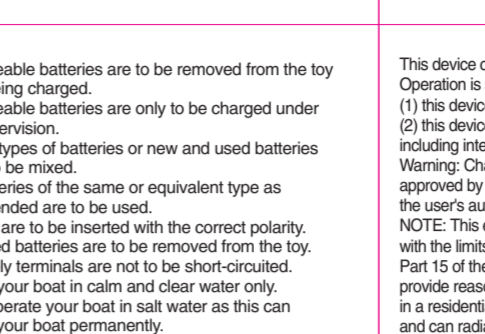 eable batteries are to be removed from the toy
ing charged.
eable batteries are only to be charged under
ervision.
types of batteries or new and used batteries
be mixed.
eries of the same or equivalent type as
nded are to be used.
are to be inserted with the correct polarity.
d batteries are to be removed from the toy.
ly terminals are not to be short-circuited.
your boat in calm and clear water only.
perate your boat in salt water as this can
your boat permanently.
This device
Operation is
(1) this devic
(2) this devic
including inte
Warning: Cha
approved by
the user's au
NOTE: This e
with the limits
Part 15 of the
provide reas
in a residenti
and can radia